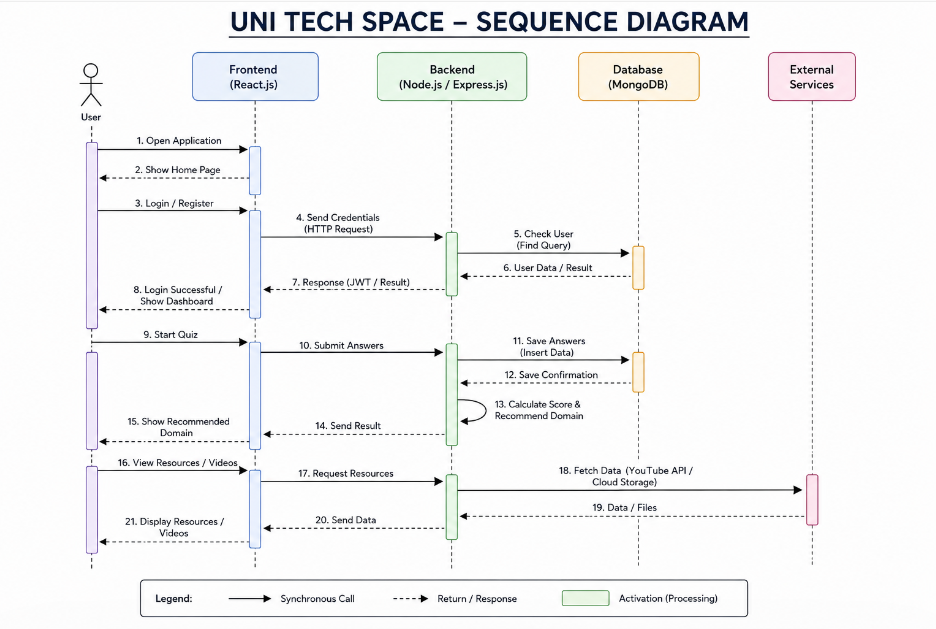 UNI TECH SPACE – SEQUENCE DIAGRAM
User
Frontend
(React.js)
Backend
(Node.js / Express.js)
Database
(MongoDB)
External
Services
1. Open Application
2. Show Home Page
3. Login / Register
4. Send Credentials
(HTTP Request)
5. Check User
(Find Query)
6. User Data / Result
7. Response (JWT / Result)
8. Login Successful /
Show Dashboard
9. Start Quiz
10. Submit Answers
11. Save Answers
(Insert Data)
12. Save Confirmation
13. Calculate Score &
Recommend Domain
14. Send Result
15. Show Recommended
Domain
16. View Resources / Videos
17. Request Resources
18. Fetch Data (YouTube API /
Cloud Storage)
19. Data / Files
20. Send Data
21. Display Resources /
Videos
Legend:
Synchronous Call
Return / Response
Activation (Processing)